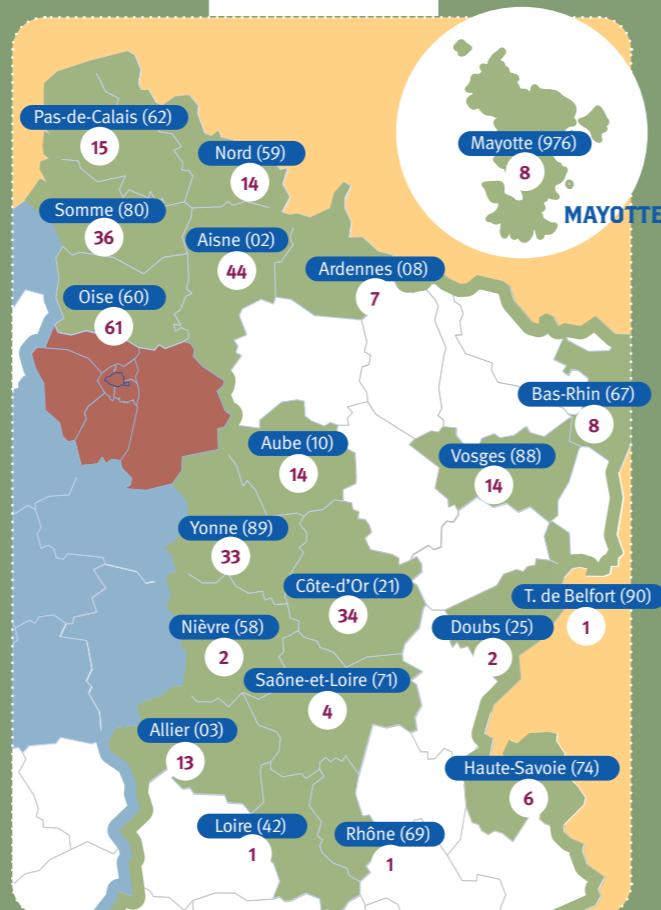 Pas-de-Calais (62)
15
Nord (59)
14
Mayotte (976)
8
MAYOTTE
Somme (80)
36
Aisne (02)
44
Ardennes (08)
7
Oise (60)
61
Bas-Rhin (67)
8
Aube (10)
14
Vosges (88)
14
Yonne (89)
33
Côte-d'Or (21)
34
T. de Belfort (90)
1
Nièvre (58)
2
Doubs (25)
2
Saône-et-Loire (71)
4
Allier (03)
13
Haute-Savoie (74)
6
Loire (42)
1
Rhône (69)
1